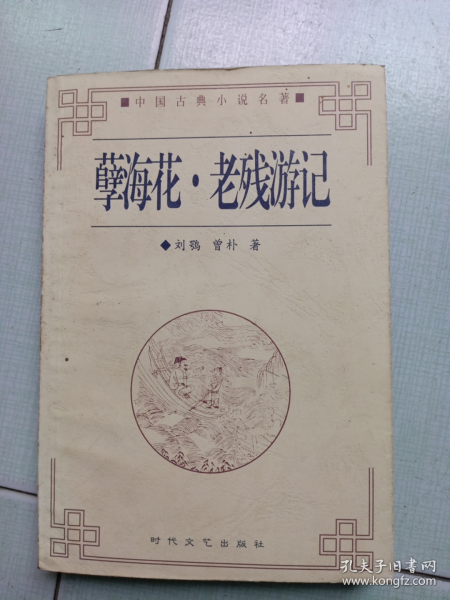 ■中国古典小说名著■
孽海花·老残游记
◆刘鹗 曾朴 著
时代文艺出版社
孔夫子旧书网
www.kongfz.com